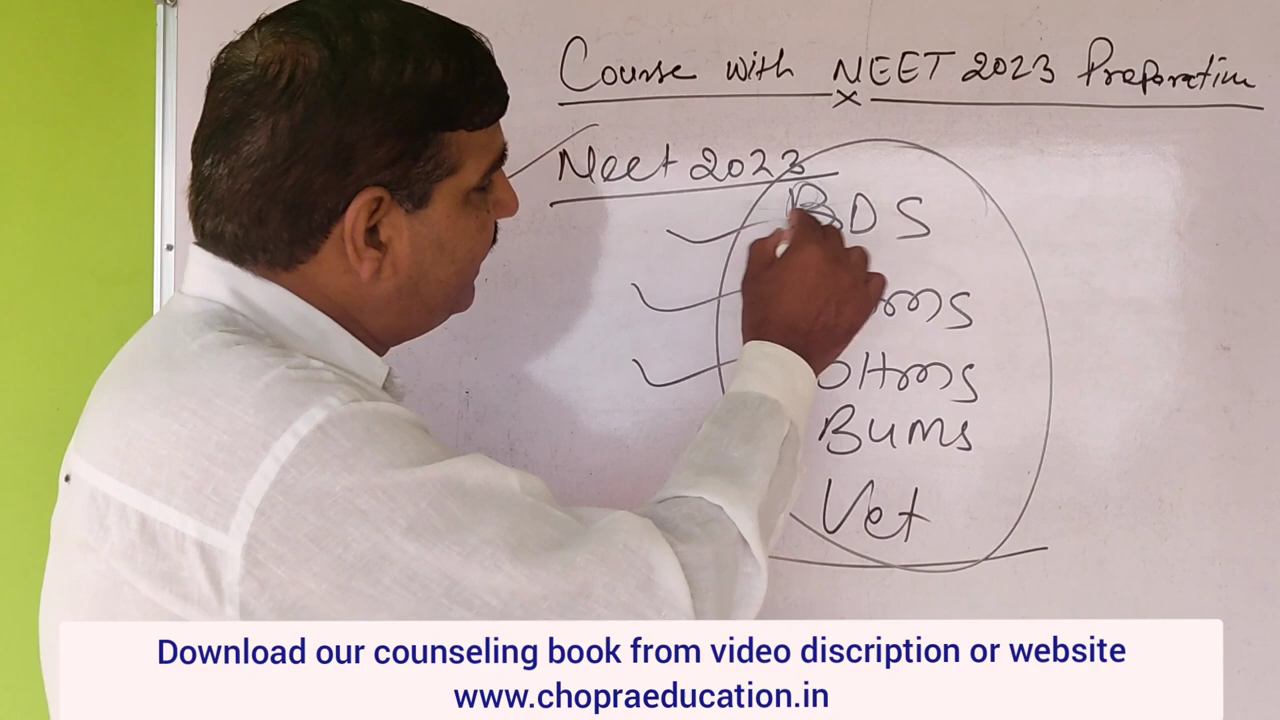 Course with NEET 2023 Preparation
Neet 2023
BDS
Bums
Vet
Download our counseling book from video discription or website
www.chopraeducation.in